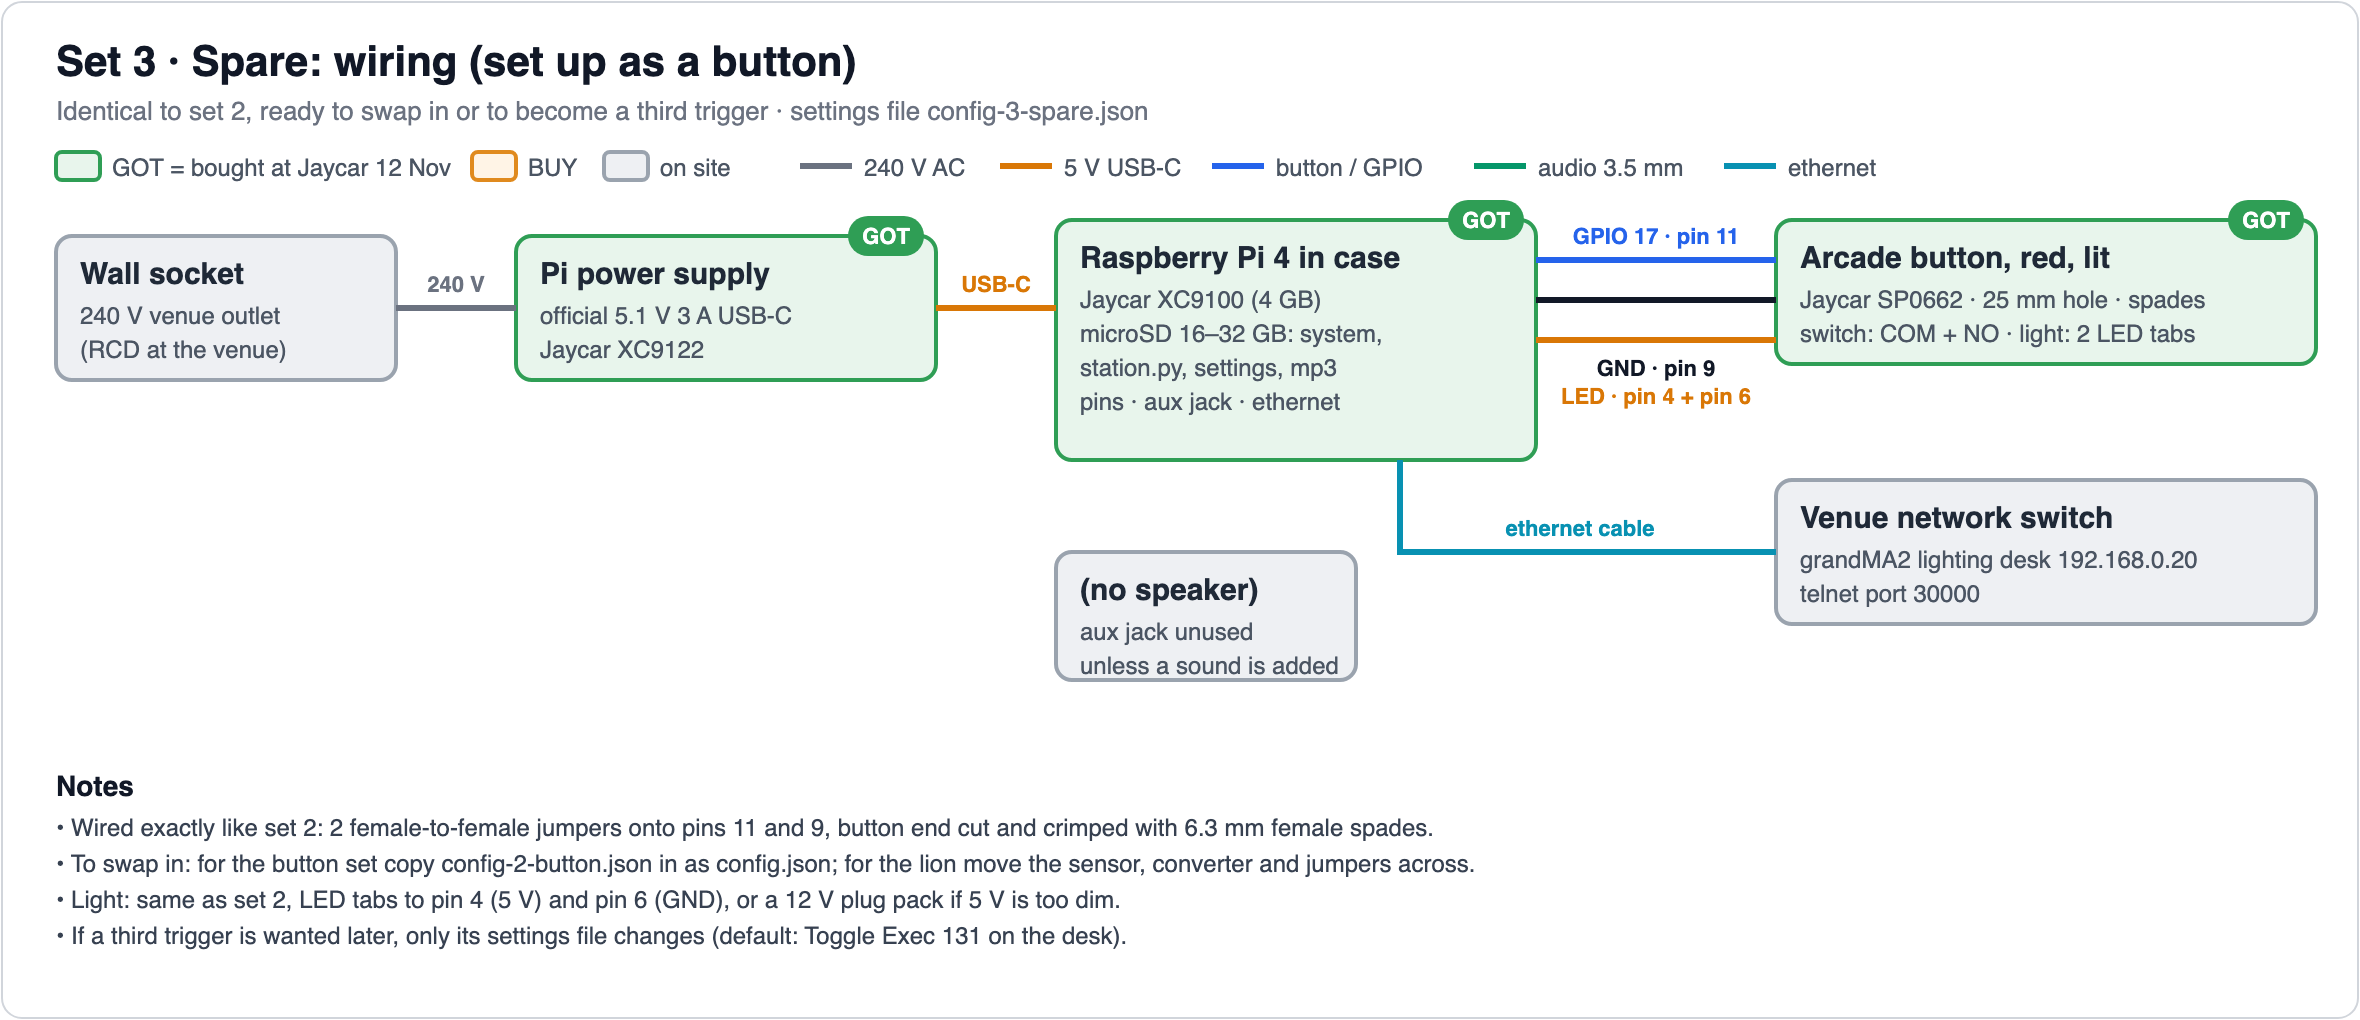 Set 3 · Spare: wiring (set up as a button)
Identical to set 2, ready to swap in or to become a third trigger · settings file config-3-spare.json
GOT = bought at Jaycar 12 Nov
BUY
on site
240 V AC
5 V USB-C
button / GPIO
audio 3.5 mm
ethernet
Wall socket
240 V venue outlet
(RCD at the venue)
240 V
GOT
Pi power supply
official 5.1 V 3 A USB-C
Jaycar XC9122
USB-C
GOT
Raspberry Pi 4 in case
Jaycar XC9100 (4 GB)
microSD 16–32 GB: system,
station.py, settings, mp3
pins · aux jack · ethernet
GPIO 17 · pin 11
GND · pin 9
LED · pin 4 + pin 6
GOT
Arcade button, red, lit
Jaycar SP0662 · 25 mm hole · spades
switch: COM + NO · light: 2 LED tabs
ethernet cable
Venue network switch
grandMA2 lighting desk 192.168.0.20
telnet port 30000
(no speaker)
aux jack unused
unless a sound is added
Notes
• Wired exactly like set 2: 2 female-to-female jumpers onto pins 11 and 9, button end cut and crimped with 6.3 mm female spades.
• To swap in: for the button set copy config-2-button.json in as config.json; for the lion move the sensor, converter and jumpers across.
• Light: same as set 2, LED tabs to pin 4 (5 V) and pin 6 (GND), or a 12 V plug pack if 5 V is too dim.
• If a third trigger is wanted later, only its settings file changes (default: Toggle Exec 131 on the desk).